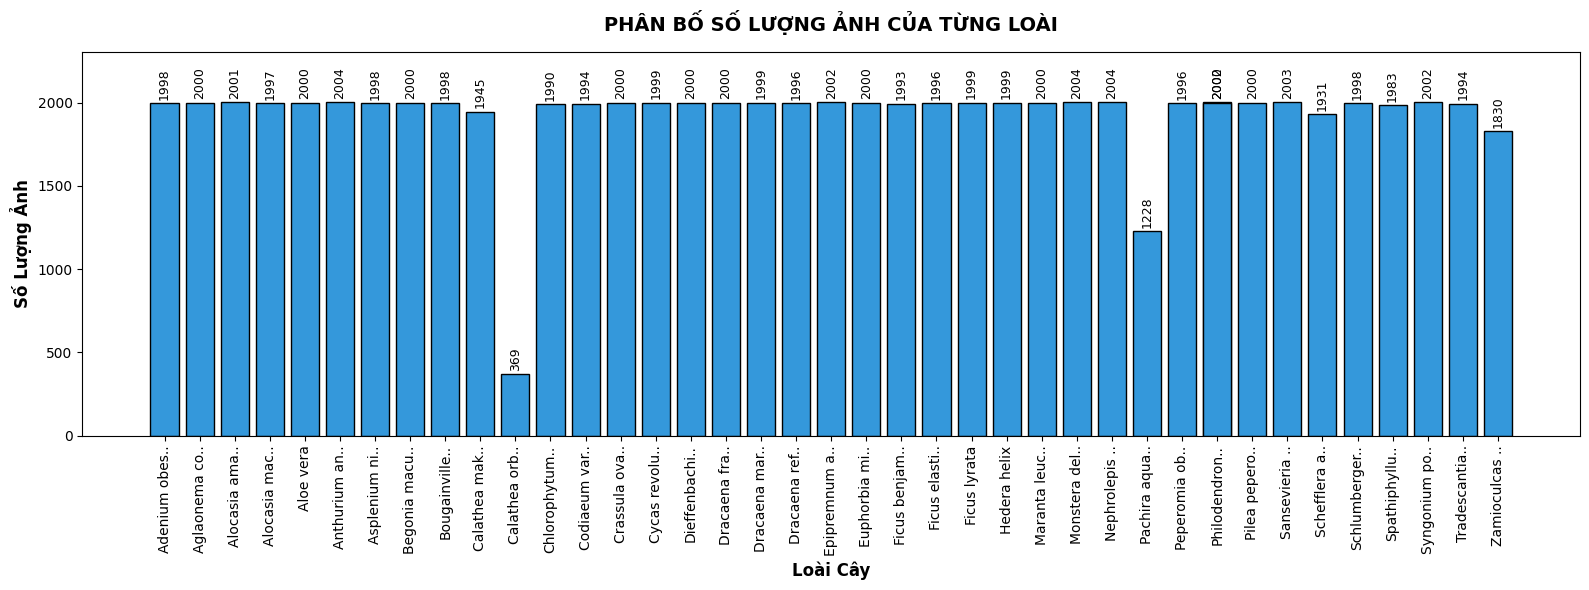 PHÂN BỐ SỐ LƯỢNG ẢNH CỦA TỪNG LOÀI
Số Lượng Ảnh
2000
1500
1000
500
0
1998
2000
2001
1997
2000
2004
1998
2000
1998
1945
369
1990
1994
2000
1999
2000
2000
1999
1996
2002
2000
1993
1996
1999
1999
2000
2004
2004
1228
1996
2000
2003
1931
1998
1983
2002
1994
1830
Adenium obes..
Aglaonema co..
Alocasia ama..
Alocasia mac..
Aloe vera
Anthurium an..
Asplenium ni..
Begonia macu..
Bougainville..
Calathea mak..
Calathea orb..
Chlorophytum..
Codiaeum var..
Crassula ova..
Cycas revolu..
Dieffenbachi..
Dracaena fra..
Dracaena mar..
Dracaena ref..
Epipremnum a..
Euphorbia mi..
Ficus benjam..
Ficus elasti..
Ficus lyrata
Hedera helix
Maranta leuc..
Monstera del..
Nephrolepis ..
Pachira aqua..
Peperomia ob..
Philodendron..
Pilea pepero..
Sansevieria ..
Schefflera a..
Schlumberger..
Spathiphyllu..
Syngonium po..
Tradescantia..
Zamioculcas ..
Loài Cây